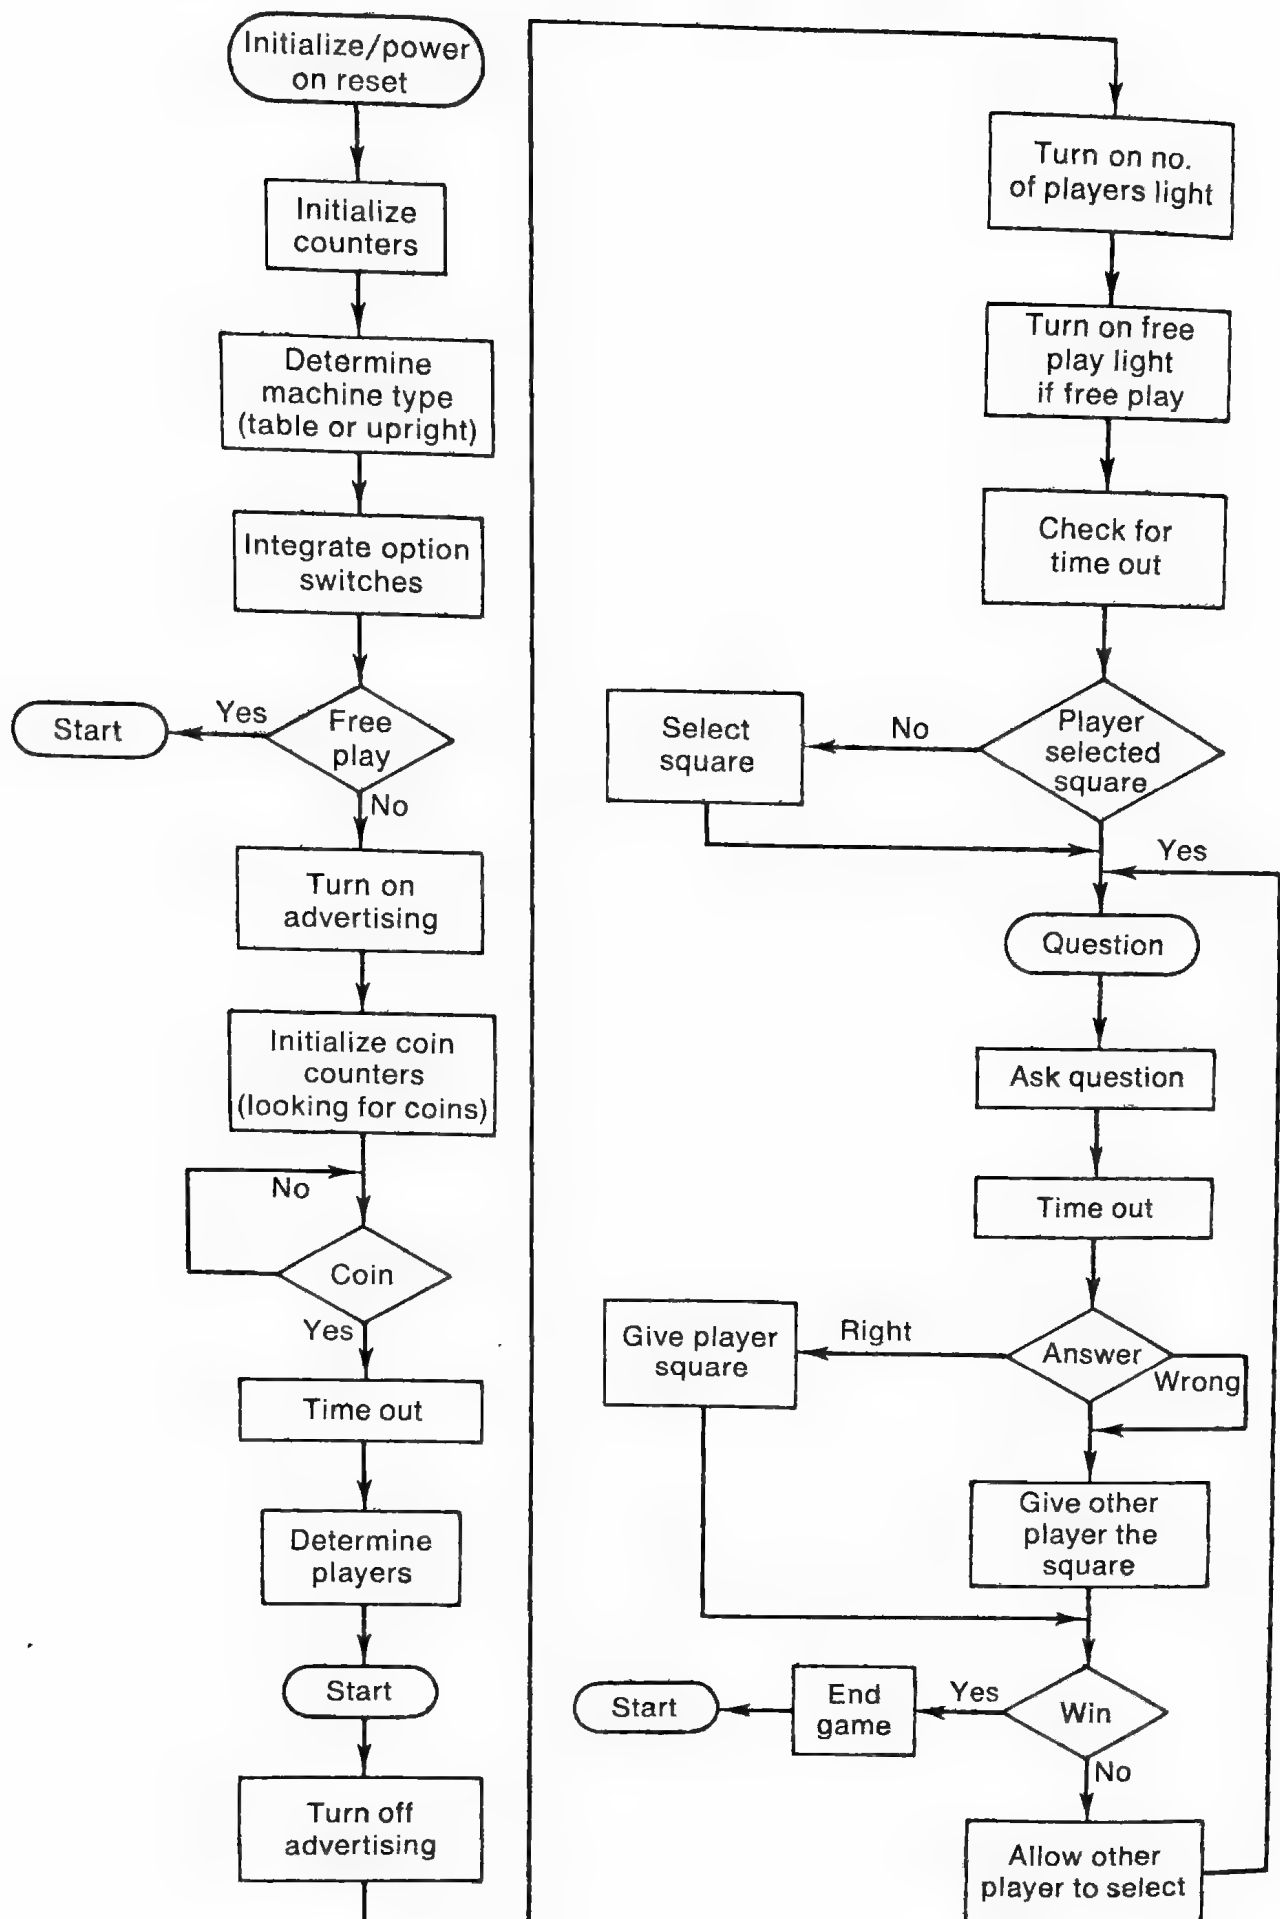 Initialize/power
on reset
Initialize
counters
Determine
machine type
(table or upright)
Integrate option
switches
Free
play
Yes
Start
No
Turn on
advertising
Initialize coin
counters
(looking for coins)
No
Coin
Yes
Time out
Determine
players
Start
Turn off
advertising
Turn on no.
of players light
Turn on free
play light
if free play
Check for
time out
Player
selected
square
No
Select
square
Yes
Question
Ask question
Time out
Answer
Right
Give player
square
Wrong
Give other
player the
square
Win
Yes
End
game
Start
No
Allow other
player to select